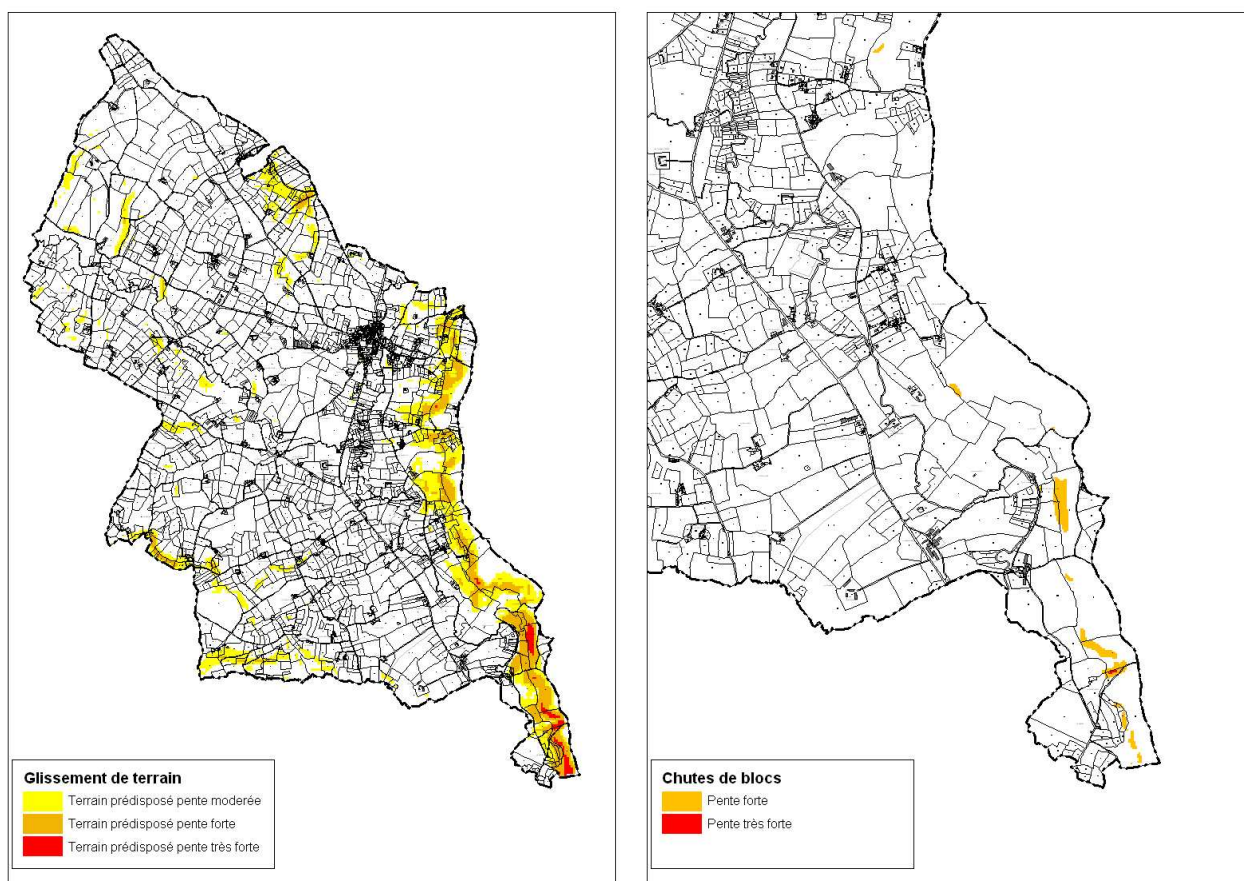 Glissement de terrain
Terrain prédisposé pente moderée
Terrain prédisposé pente forte
Terrain prédisposé pente très forte
Chutes de blocs
Pente forte
Pente très forte